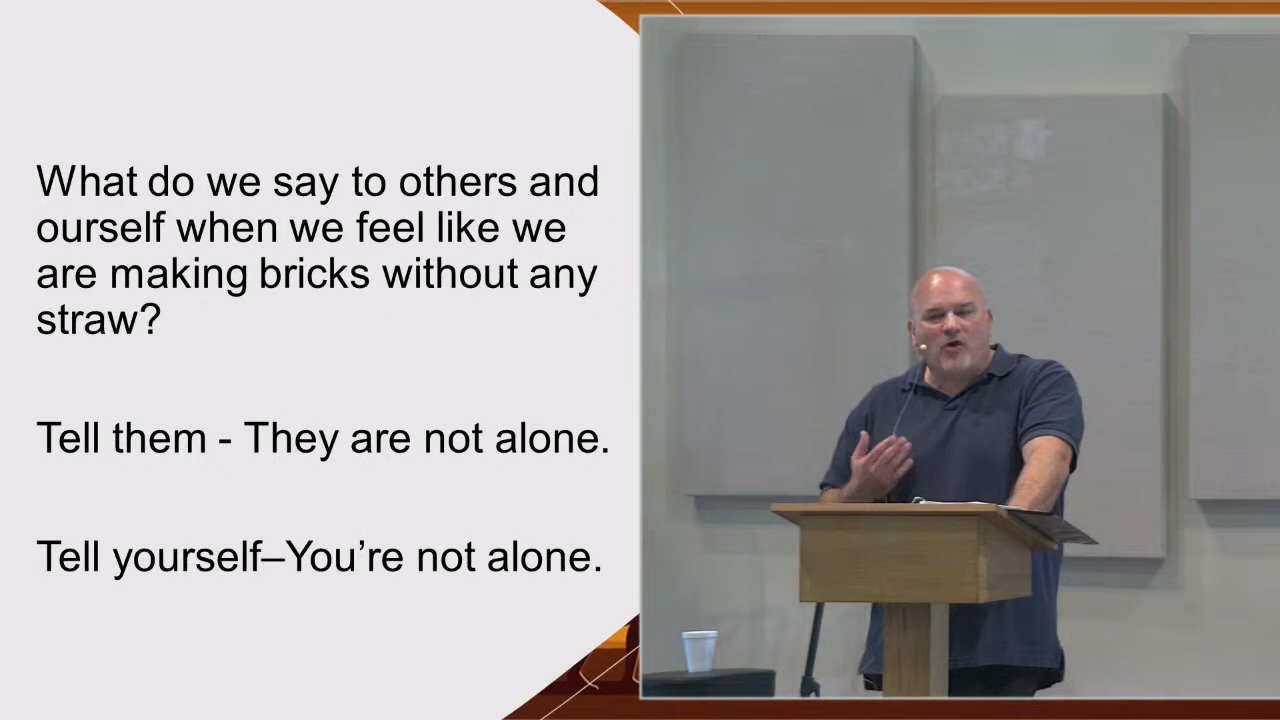 What do we say to others and
ourself when we feel like we
are making bricks without any
straw?
Tell them - They are not alone.
Tell yourself–You’re not alone.